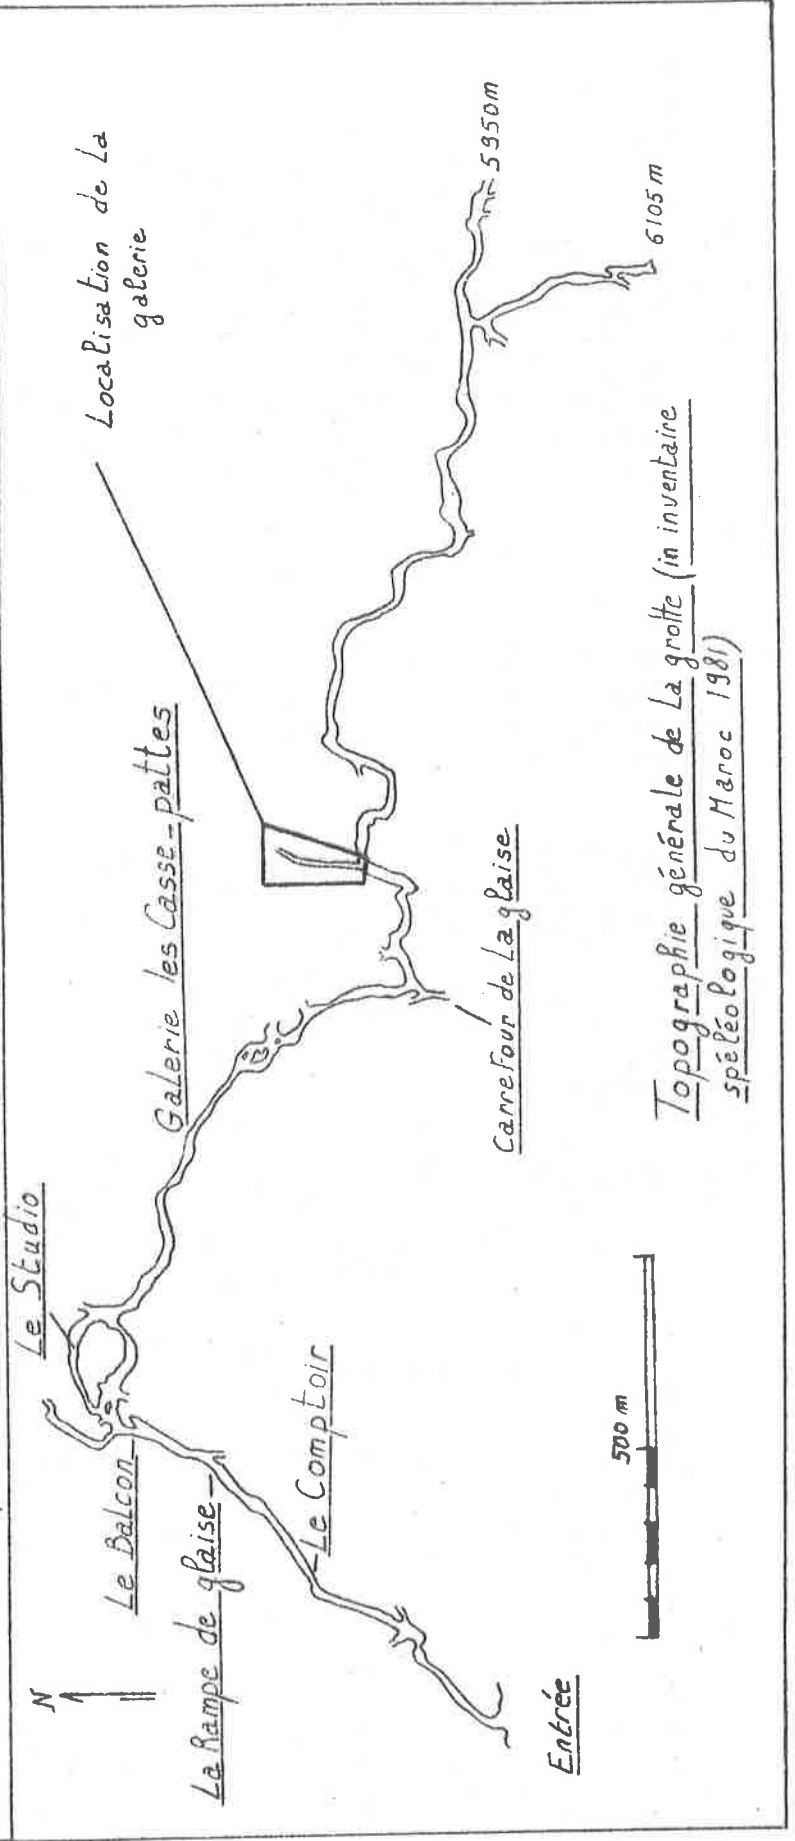 Le Studio
Localisation de La
galerie
Galerie les Casse-pattes
5950m
6105 m
N
Le Balcon
La Rampe de glaise
Le Comptoir
Carrefour de La glaise
Entrée
500 m
Topographie générale de La grotte (in inventaire
spéléologique du Maroc 1981)